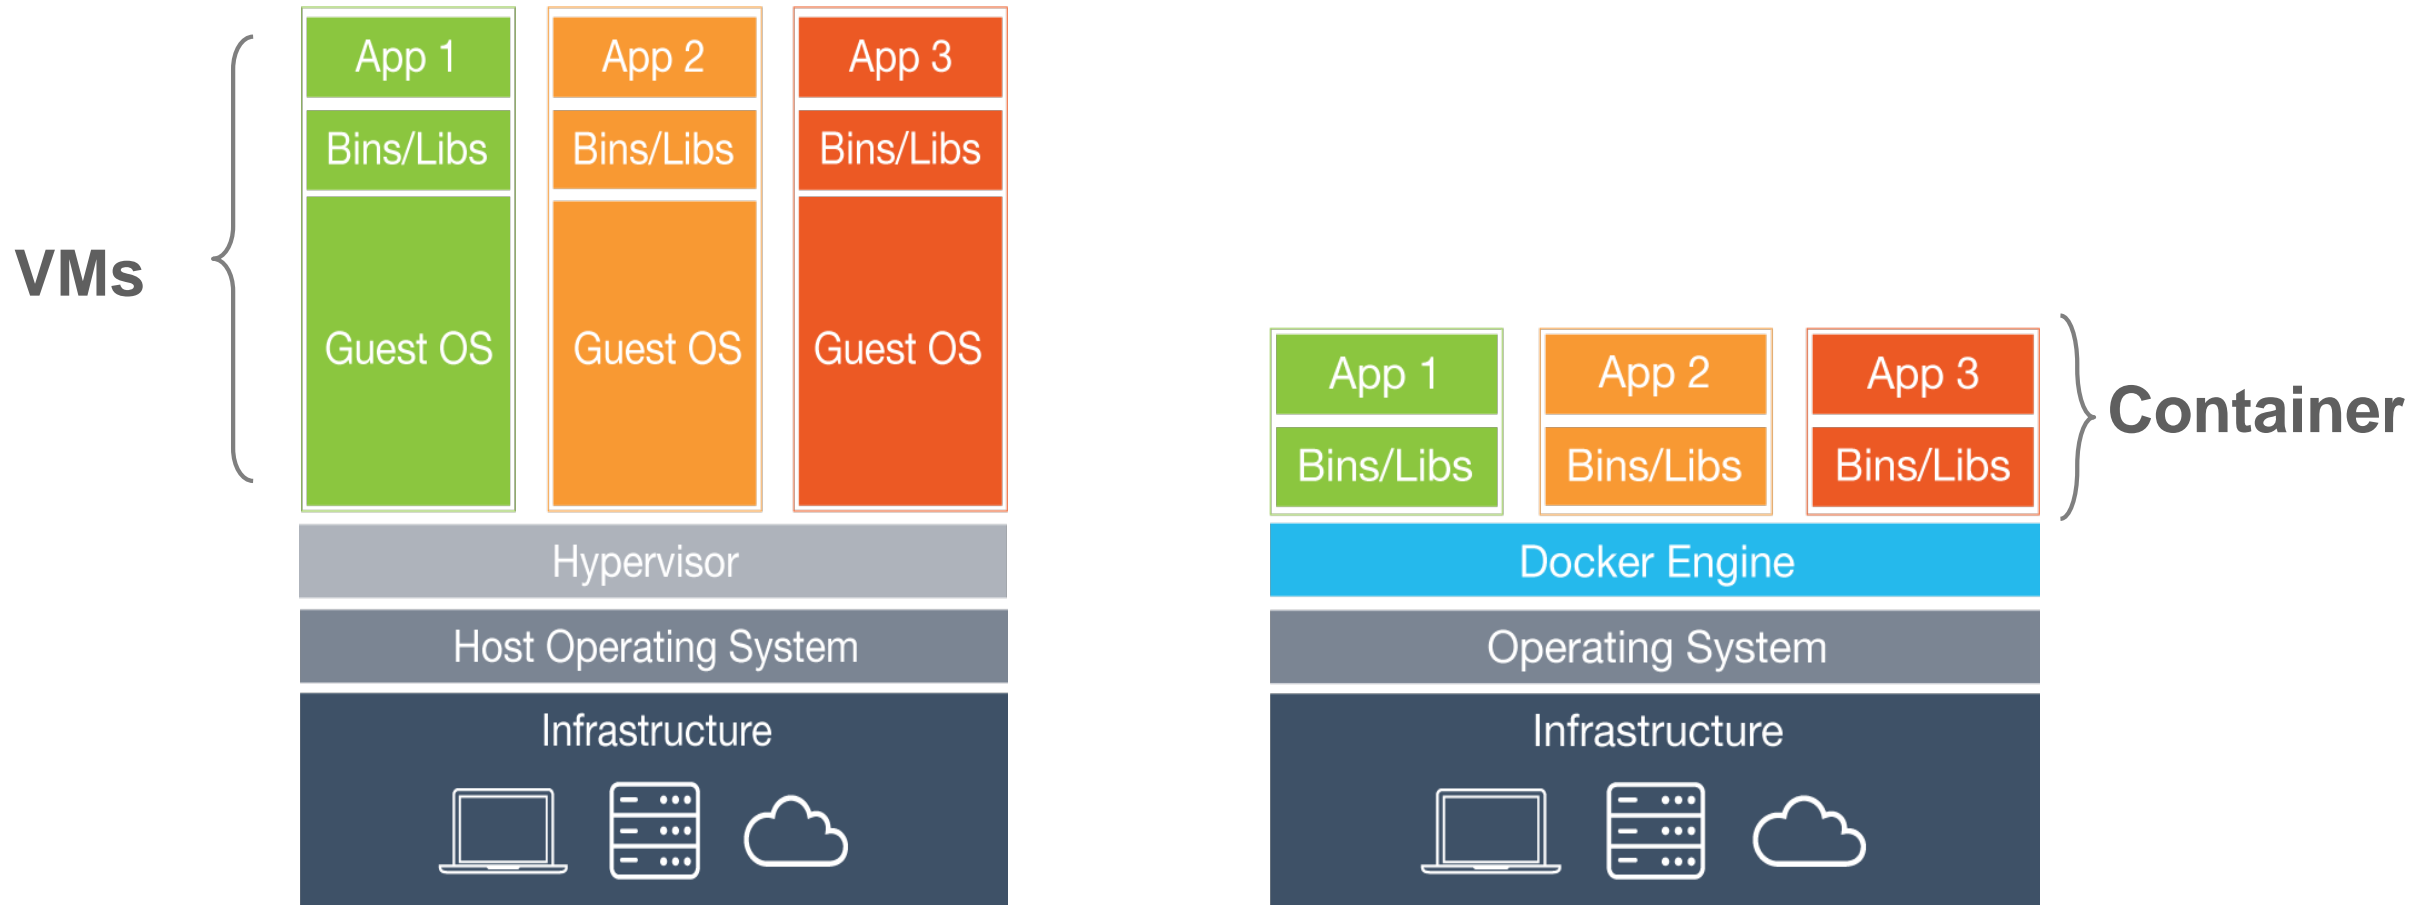 VMs
App 1
App 2
App 3
Bins/Libs
Bins/Libs
Bins/Libs
Guest OS
Guest OS
Guest OS
Hypervisor
Host Operating System
Infrastructure
App 1
App 2
App 3
Bins/Libs
Bins/Libs
Bins/Libs
Container
Docker Engine
Operating System
Infrastructure